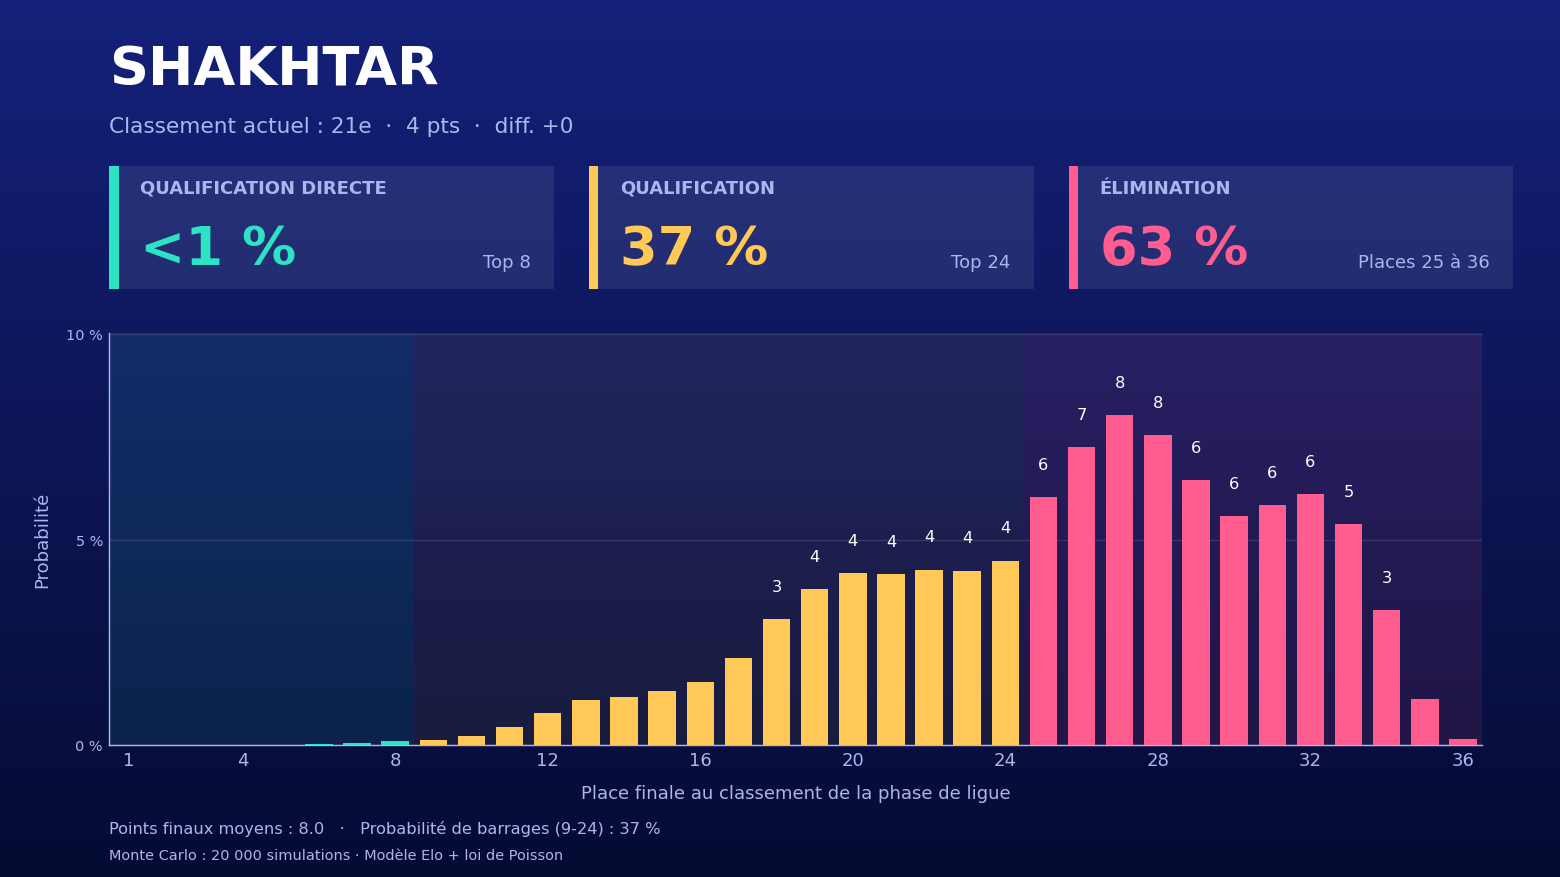 SHAKHTAR
Classement actuel : 21e · 4 pts · diff. +0
QUALIFICATION DIRECTE
<1 %
Top 8
QUALIFICATION
37 %
Top 24
ÉLIMINATION
63 %
Places 25 à 36
10 %
5 %
0 %
Probabilité
3
4
4
4
4
4
4
6
7
8
8
6
6
6
6
5
3
1
4
8
12
16
20
24
28
32
36
Place finale au classement de la phase de ligue
Points finaux moyens : 8.0 · Probabilité de barrages (9-24) : 37 %
Monte Carlo : 20 000 simulations · Modèle Elo + loi de Poisson